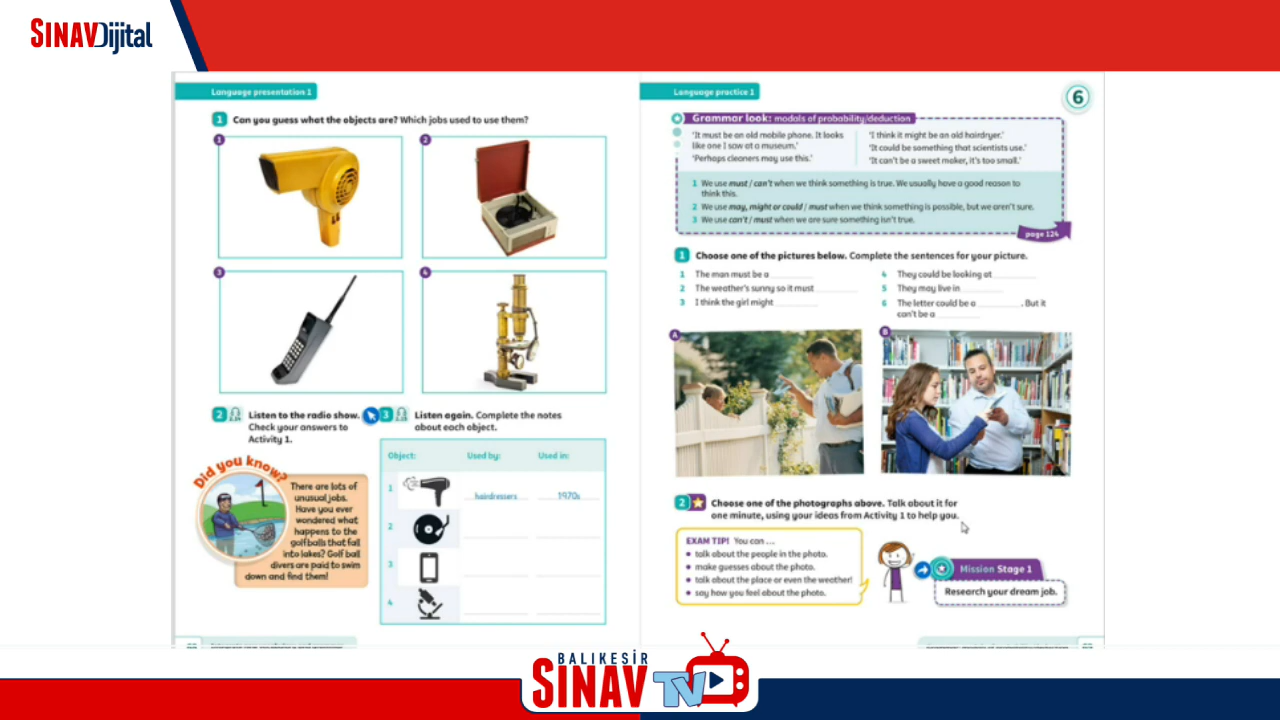 SINAVDijital
Language presentation 1
1 Can you guess what the objects are? Which jobs used to use them?
1
2
3
4
2 Listen to the radio show.
Check your answers to
Activity 1.
3 Listen again. Complete the notes
about each object.
Did you know?
There are lots of
unusual jobs.
Have you ever
wondered what
happens to the
golf balls that fall
into lakes? Golf ball
divers are paid to swim
down and find them!
Object: Used by: Used in:
1 hairdressers 1970s
2
3
4
Language practice 1
6
Grammar look: modals of probability/deduction
'It must be an old mobile phone. It looks
like one I saw at a museum.'
'Perhaps cleaners may use this.'
'I think it might be an old hairdryer.'
'It could be something that scientists use.'
'It can't be a sweet maker, it's too small.'
1 We use must / can't when we think something is true. We usually have a good reason to
think this.
2 We use may, might or could / must when we think something is possible, but we aren't sure.
3 We use can't / must when we are sure something isn't true.
page 124
1 Choose one of the pictures below. Complete the sentences for your picture.
1 The man must be a ________
2 The weather's sunny so it must ________
3 I think the girl might ________
4 They could be looking at ________
5 They may live in ________
6 The letter could be a ________. But it
can't be a ________
A
B
2 Choose one of the photographs above. Talk about it for
one minute, using your ideas from Activity 1 to help you.
EXAM TIP! You can ...
• talk about the people in the photo.
• make guesses about the photo.
• talk about the place or even the weather!
• say how you feel about the photo.
Mission Stage 1
Research your dream job.
BALIKESİR
SINAV TV